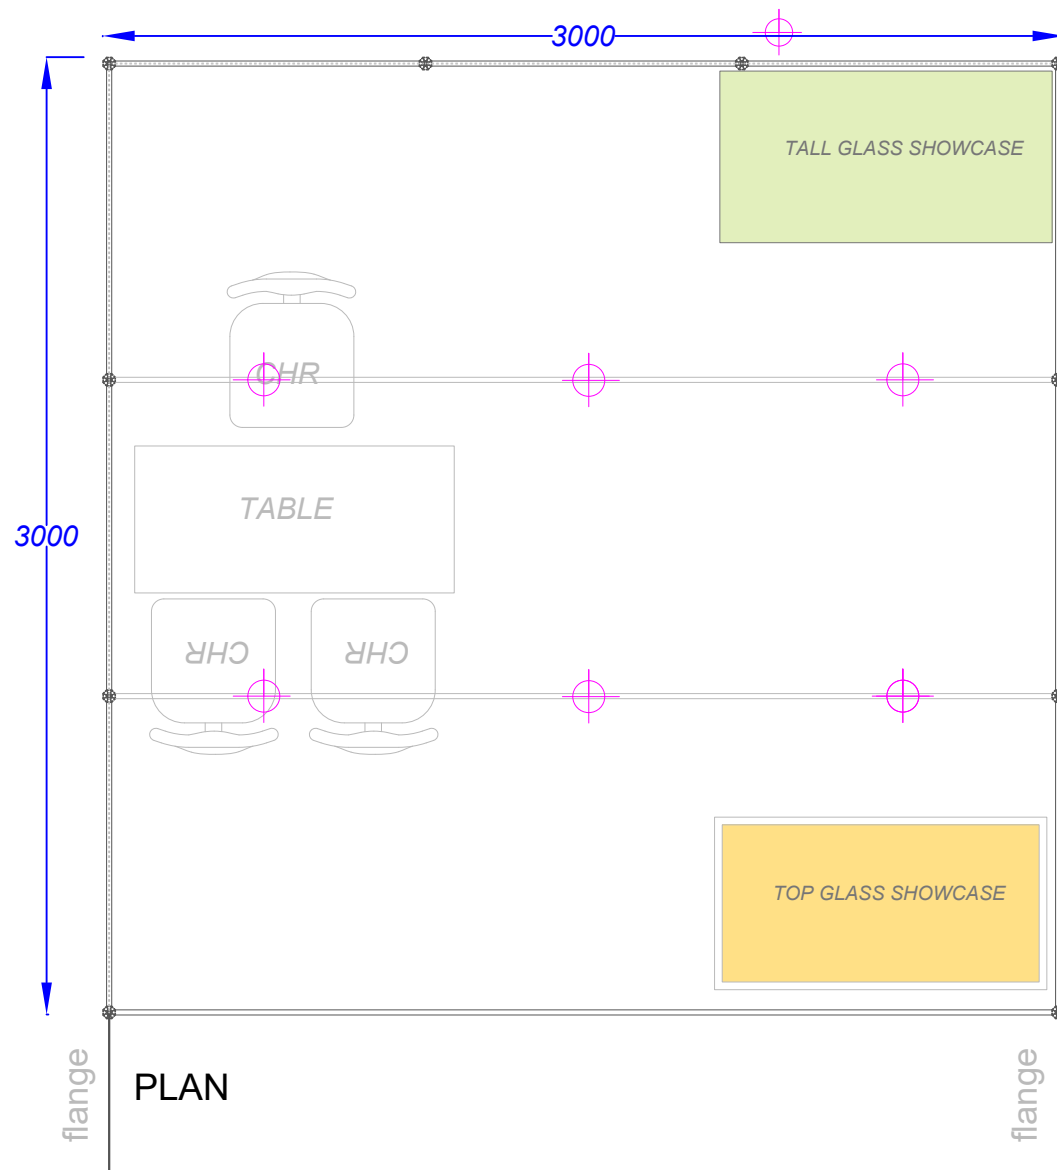 3000
TALL GLASS SHOWCASE
CHR
TABLE
3000
CHR
CHR
TOP GLASS SHOWCASE
flange
PLAN
flange